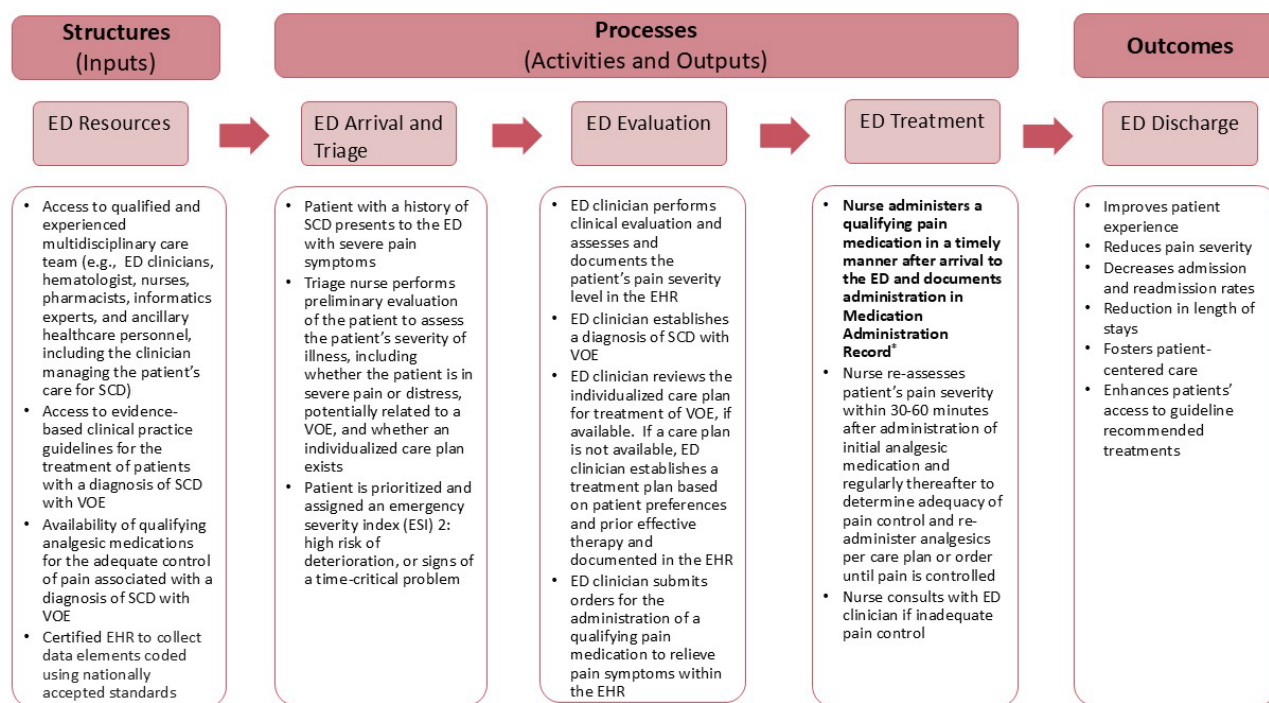 Structures
(Inputs)
Processes
(Activities and Outputs)
Outcomes
ED Resources
ED Arrival and
Triage
ED Evaluation
ED Treatment
ED Discharge
• Access to qualified and
experienced
multidisciplinary care
team (e.g., ED clinicians,
hematologist, nurses,
pharmacists, informatics
experts, and ancillary
healthcare personnel,
including the clinician
managing the patient's
care for SCD)
• Access to evidence-
based clinical practice
guidelines for the
treatment of patients
with a diagnosis of SCD
with VOE
• Availability of qualifying
analgesic medications
for the adequate control
of pain associated with a
diagnosis of SCD with
VOE
• Certified EHR to collect
data elements coded
using nationally
accepted standards
• Patient with a history of
SCD presents to the ED
with severe pain
symptoms
• Triage nurse performs
preliminary evaluation
of the patient to assess
the patient's severity of
illness, including
whether the patient is in
severe pain or distress,
potentially related to a
VOE, and whether an
individualized care plan
exists
• Patient is prioritized and
assigned an emergency
severity index (ESI) 2:
high risk of
deterioration, or signs of
a time-critical problem
• ED clinician performs
clinical evaluation and
assesses and
documents the
patient's pain severity
level in the EHR
• ED clinician establishes
a diagnosis of SCD with
VOE
• ED clinician reviews the
individualized care plan
for treatment of VOE, if
available. If a care plan
is not available, ED
clinician establishes a
treatment plan based
on patient preferences
and prior effective
therapy and
documented in the EHR
• ED clinician submits
orders for the
administration of a
qualifying pain
medication to relieve
pain symptoms within
the EHR
• Nurse administers a
qualifying pain
medication in a timely
manner after arrival to
the ED and documents
administration in
Medication
Administration
Record*
• Nurse re-assesses
patient's pain severity
within 30-60 minutes
after administration of
initial analgesic
medication and
regularly thereafter to
determine adequacy of
pain control and re-
administer analgesics
per care plan or order
until pain is controlled
• Nurse consults with ED
clinician if inadequate
pain control
• Improves patient
experience
• Reduces pain severity
• Decreases admission
and readmission rates
• Reduction in length of
stays
• Fosters patient-
centered care
• Enhances patients'
access to guideline
recommended
treatments